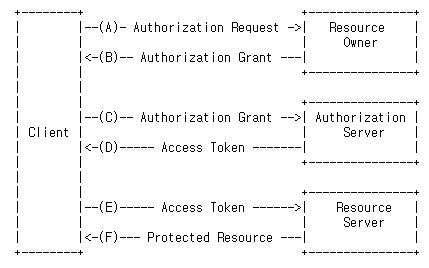 --(A)- Authorization Request ->
Resource
Owner
<-(B)-- Authorization Grant ---
--(C)-- Authorization Grant -->
Authorization
Server
Client
<-(D)----- Access Token -------
--(E)----- Access Token ------>
Resource
Server
<-(F)--- Protected Resource ---